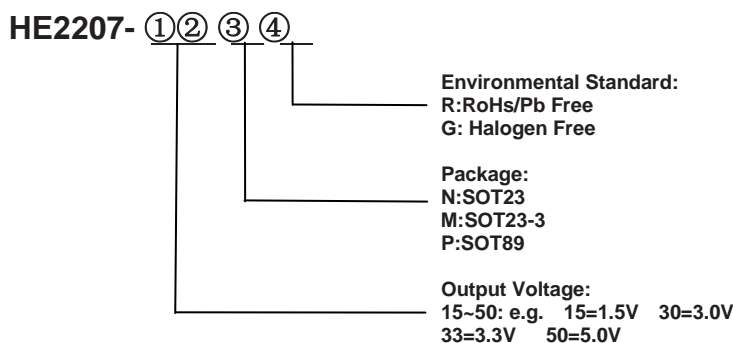 HE2207- ①② ③ ④
Environmental Standard:
R:RoHs/Pb Free
G: Halogen Free
Package:
N:SOT23
M:SOT23-3
P:SOT89
Output Voltage:
15~50: e.g. 15=1.5V 30=3.0V
33=3.3V 50=5.0V